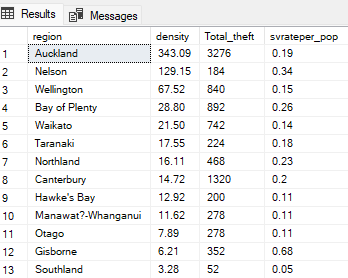 Results Messages
region density Total_theft svrateper_pop
1 Auckland 343.09 3276 0.19
2 Nelson 129.15 184 0.34
3 Wellington 67.52 840 0.15
4 Bay of Plenty 28.80 892 0.26
5 Waikato 21.50 742 0.14
6 Taranaki 17.55 224 0.18
7 Northland 16.11 468 0.23
8 Canterbury 14.72 1320 0.2
9 Hawke's Bay 12.92 200 0.11
10 Manawat?-Whanganui 11.62 278 0.11
11 Otago 7.89 278 0.11
12 Gisborne 6.21 352 0.68
13 Southland 3.28 52 0.05